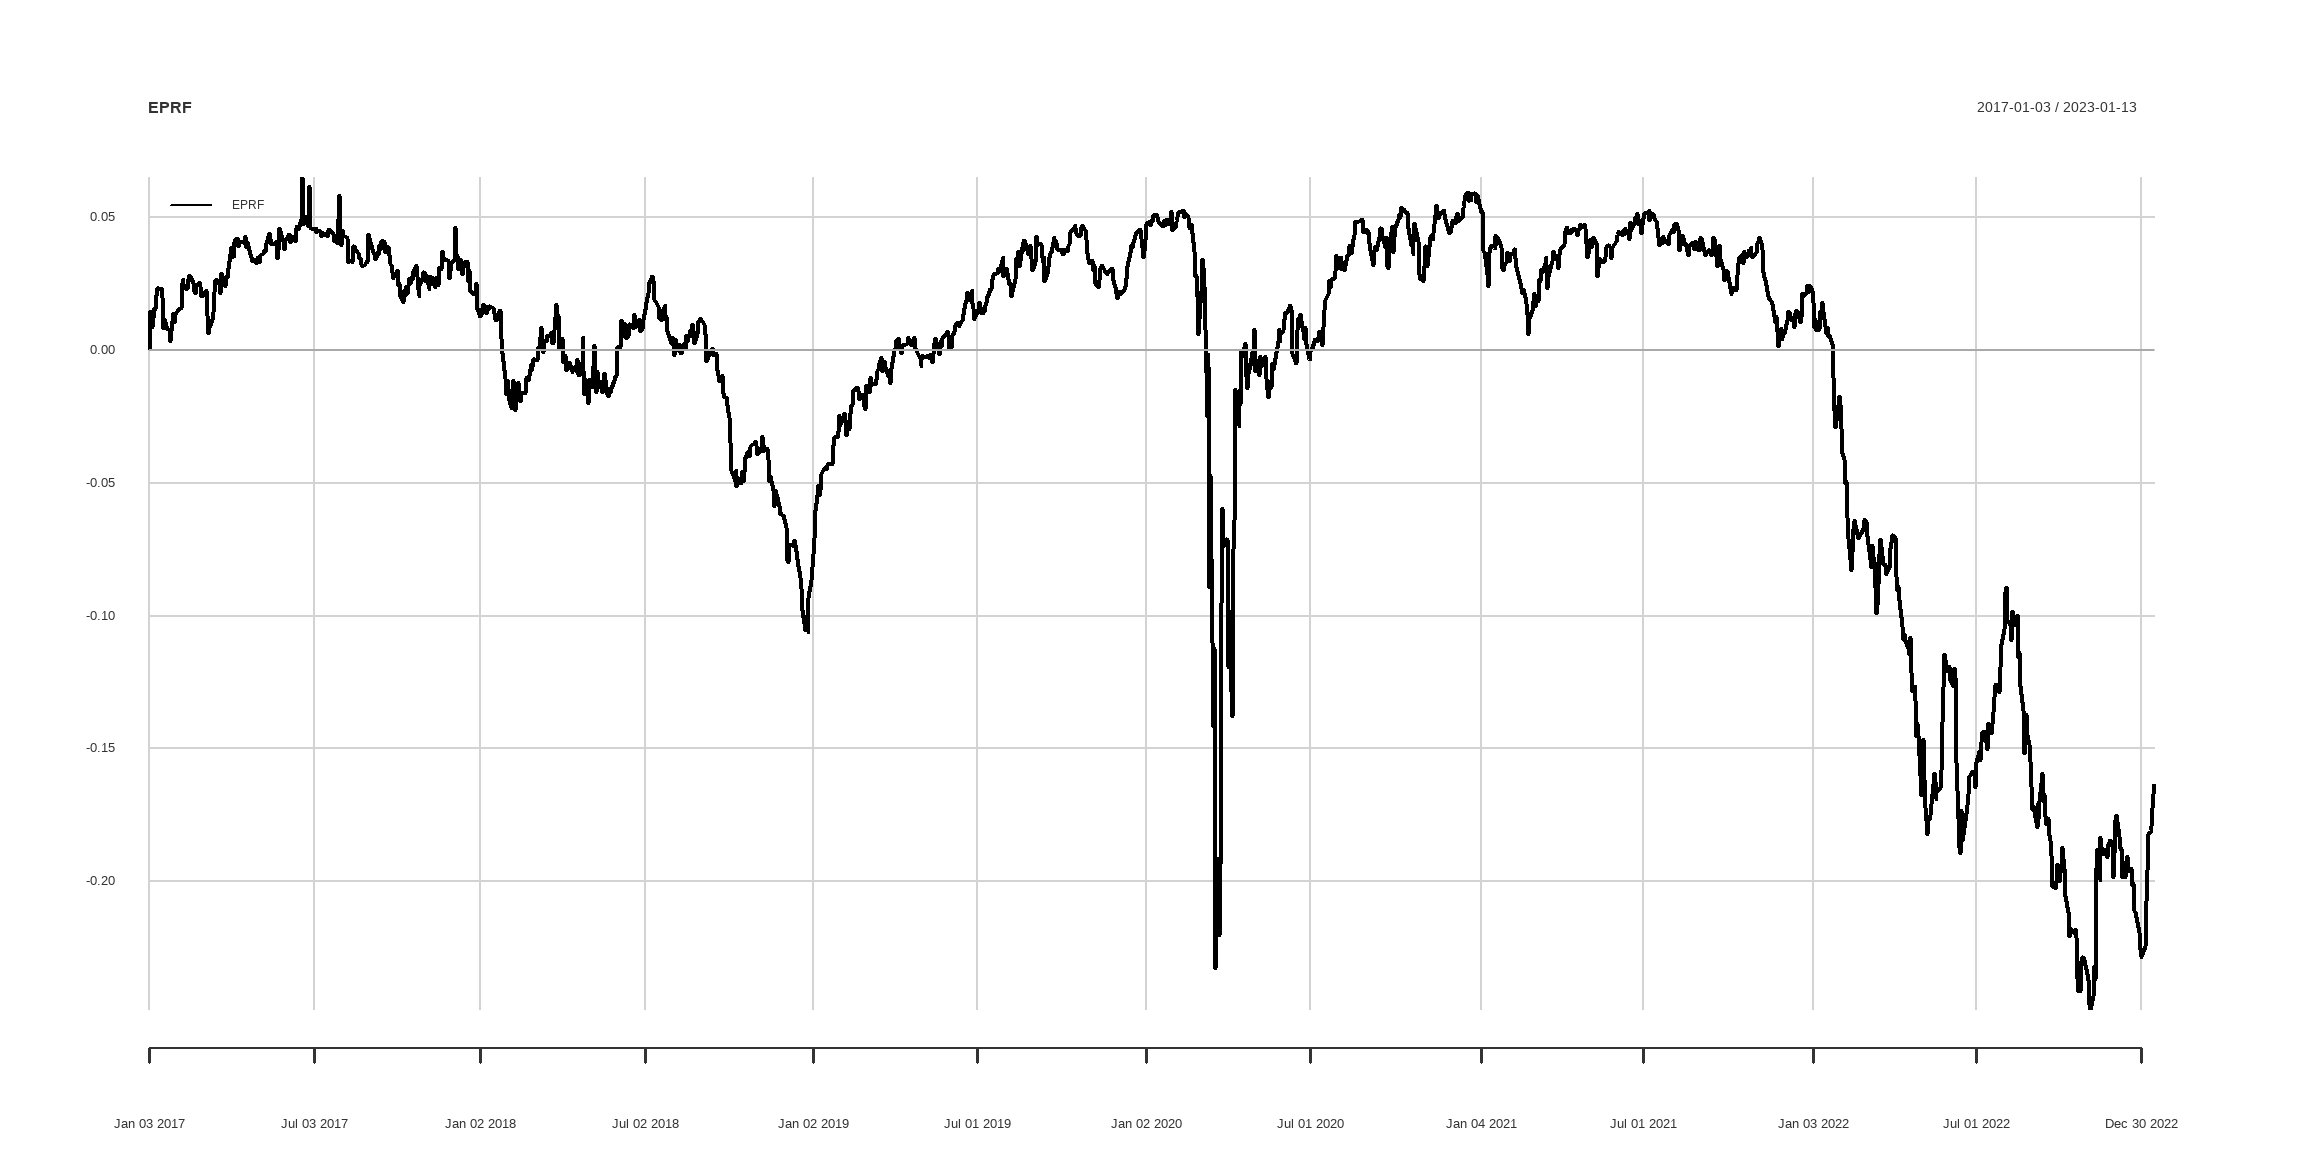 EPRF
2017-01-03 / 2023-01-13
EPRF
0.05
0.00
-0.05
-0.10
-0.15
-0.20
Jan 03 2017
Jul 03 2017
Jan 02 2018
Jul 02 2018
Jan 02 2019
Jul 01 2019
Jan 02 2020
Jul 01 2020
Jan 04 2021
Jul 01 2021
Jan 03 2022
Jul 01 2022
Dec 30 2022